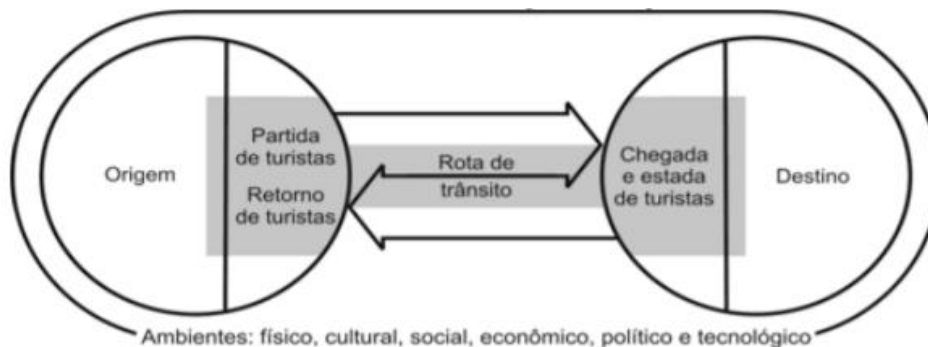 Origem
Partida
de turistas
Retorno
de turistas
Rota de
trânsito
Chegada
e estada
de turistas
Destino
Ambientes: físico, cultural, social, econômico, político e tecnológico